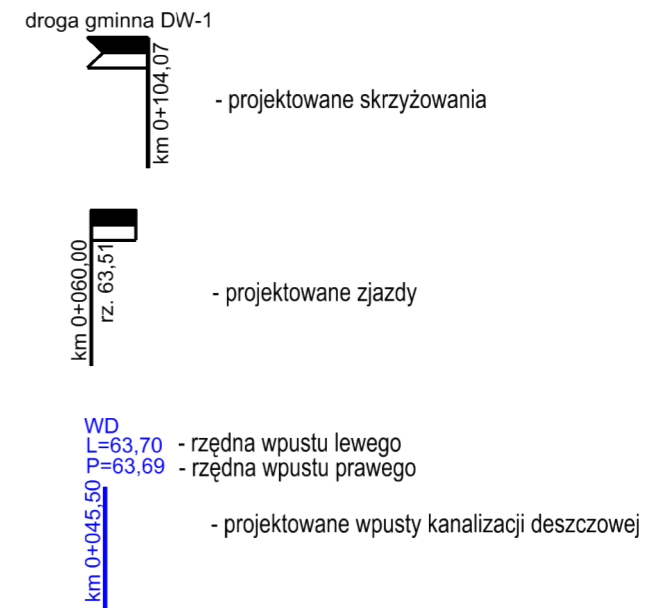 droga gminna DW-1
km 0+104,07
- projektowane skrzyżowania
km 0+060,00
rz. 63,51
- projektowane zjazdy
WD
L=63,70 - rzędna wpustu lewego
P=63,69 - rzędna wpustu prawego
km 0+045,50
- projektowane wpusty kanalizacji deszczowej